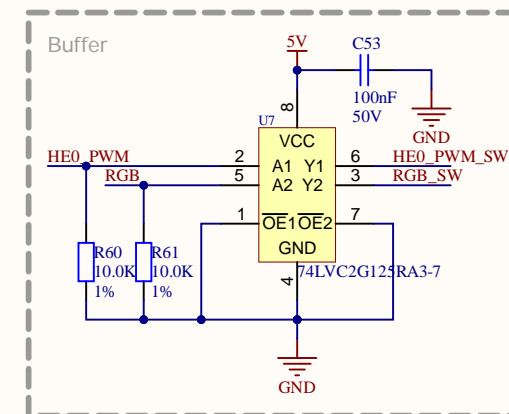 Buffer
5V
C53
100nF
50V
GND
U7
8
VCC
HE0_PWM
2
A1
Y1
6
HE0_PWM_SW
RGB
5
A2
Y2
3
RGB_SW
1
OE1
OE2
7
GND
74LVC2G125RA3-7
4
R60
10.0K
1%
R61
10.0K
1%
GND